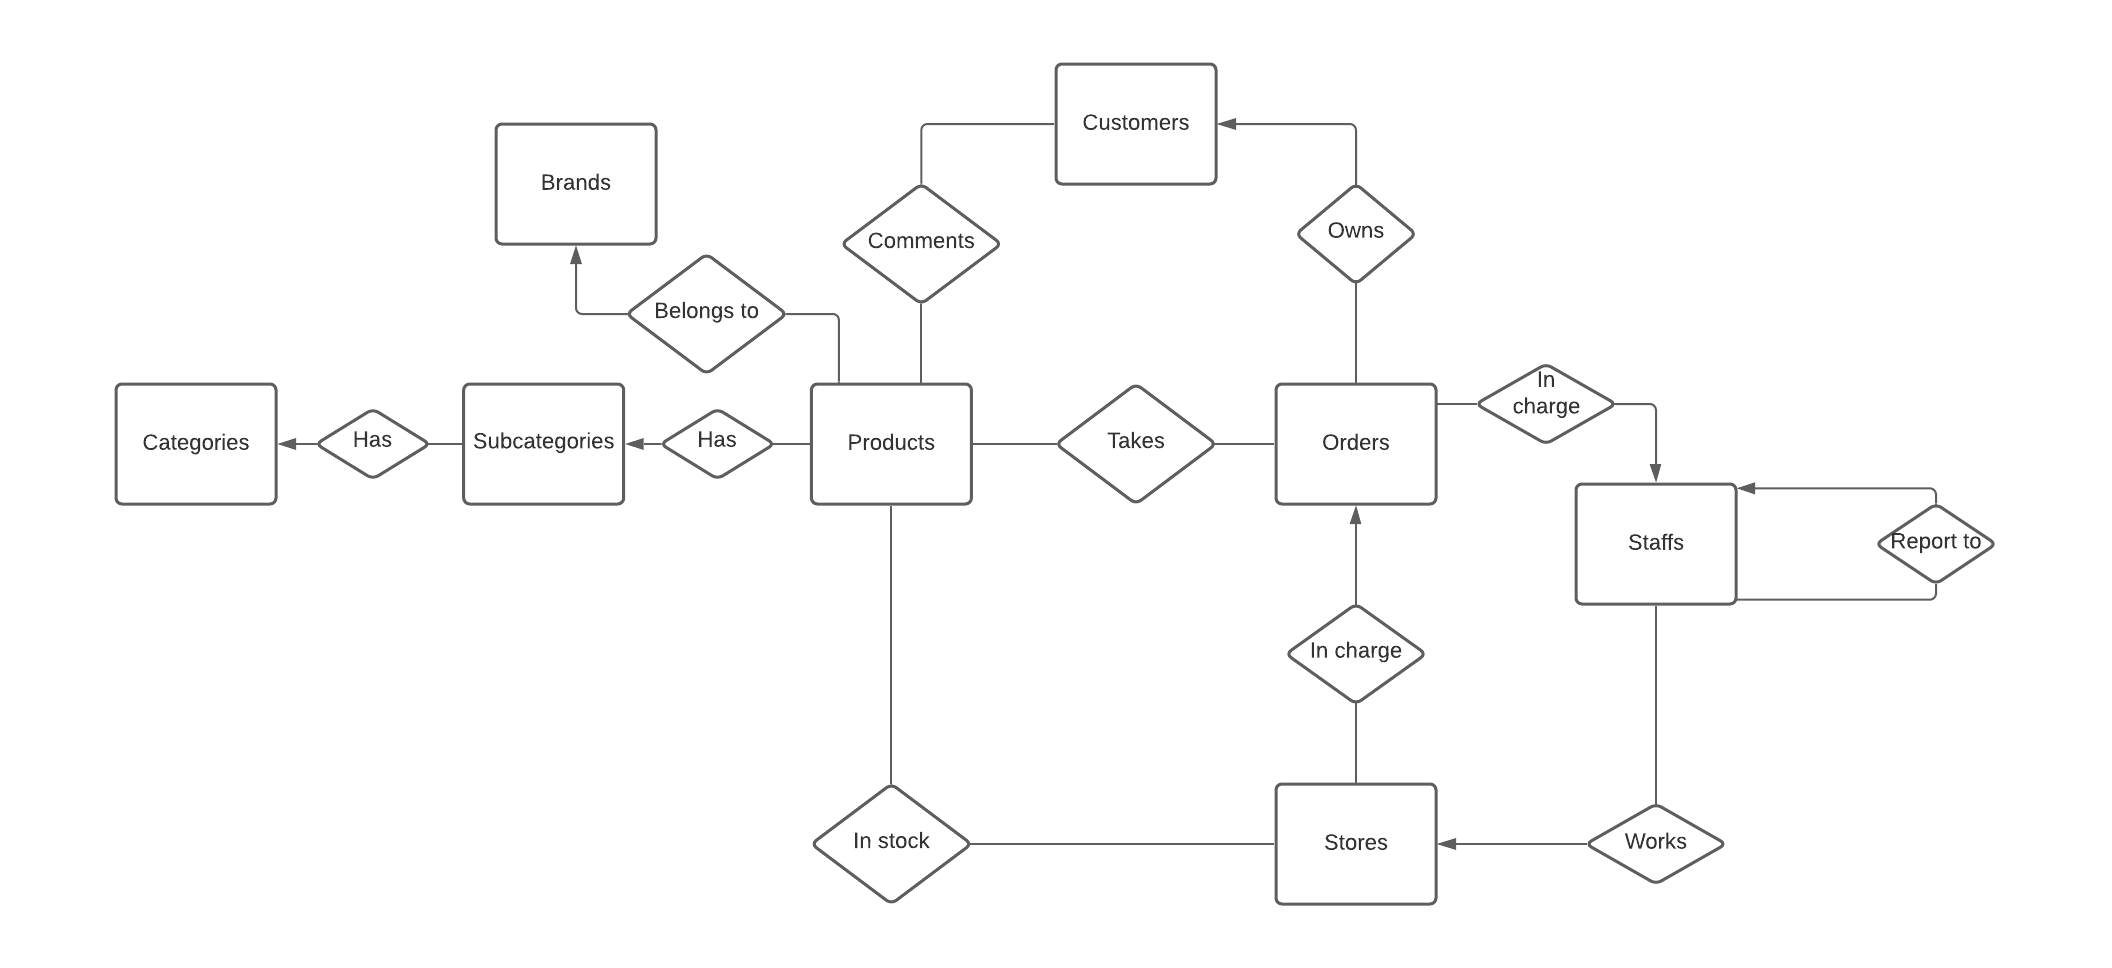 Customers
Brands
Comments
Owns
Belongs to
Categories
Has
Subcategories
Has
Products
Takes
Orders
In
charge
Staffs
Report to
In charge
In stock
Stores
Works